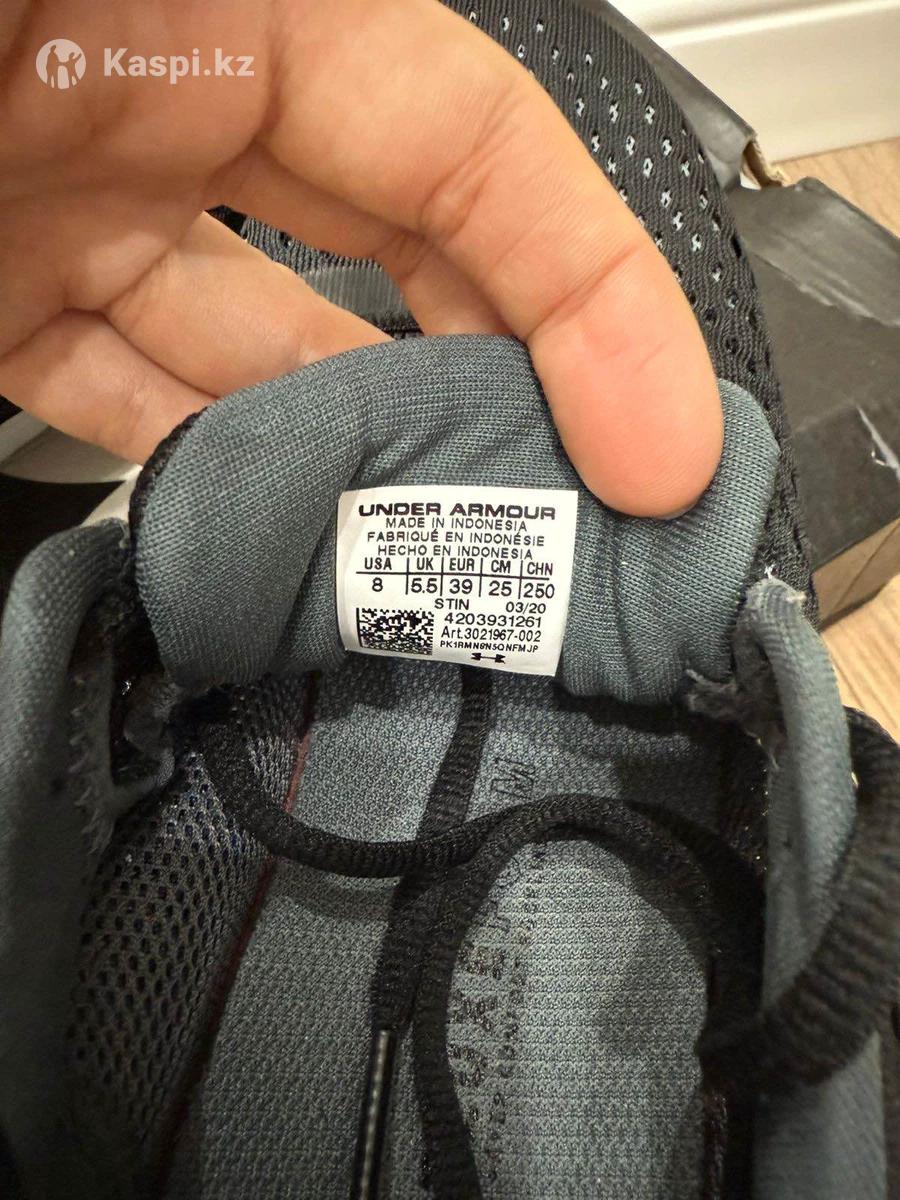 Kaspi.kz
UNDER ARMOUR
MADE IN INDONESIA
FABRIQUÉ EN INDONÉSIE
HECHO EN INDONESIA
USA UK EUR CM CHN
8 5.5 39 25 250
STIN 03/20
4203931261
Art.3021967-002